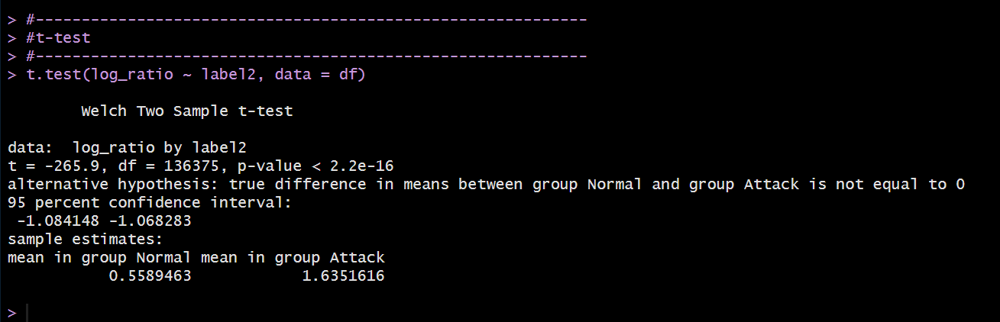 > #------------------------------------------------------------
> #t-test
> #------------------------------------------------------------
> t.test(log_ratio ~ label2, data = df)
Welch Two Sample t-test
data:  log_ratio by label2
t = -265.9, df = 136375, p-value < 2.2e-16
alternative hypothesis: true difference in means between group Normal and group Attack is not equal to 0
95 percent confidence interval:
 -1.084148 -1.068283
sample estimates:
mean in group Normal mean in group Attack
           0.5589463            1.6351616
>